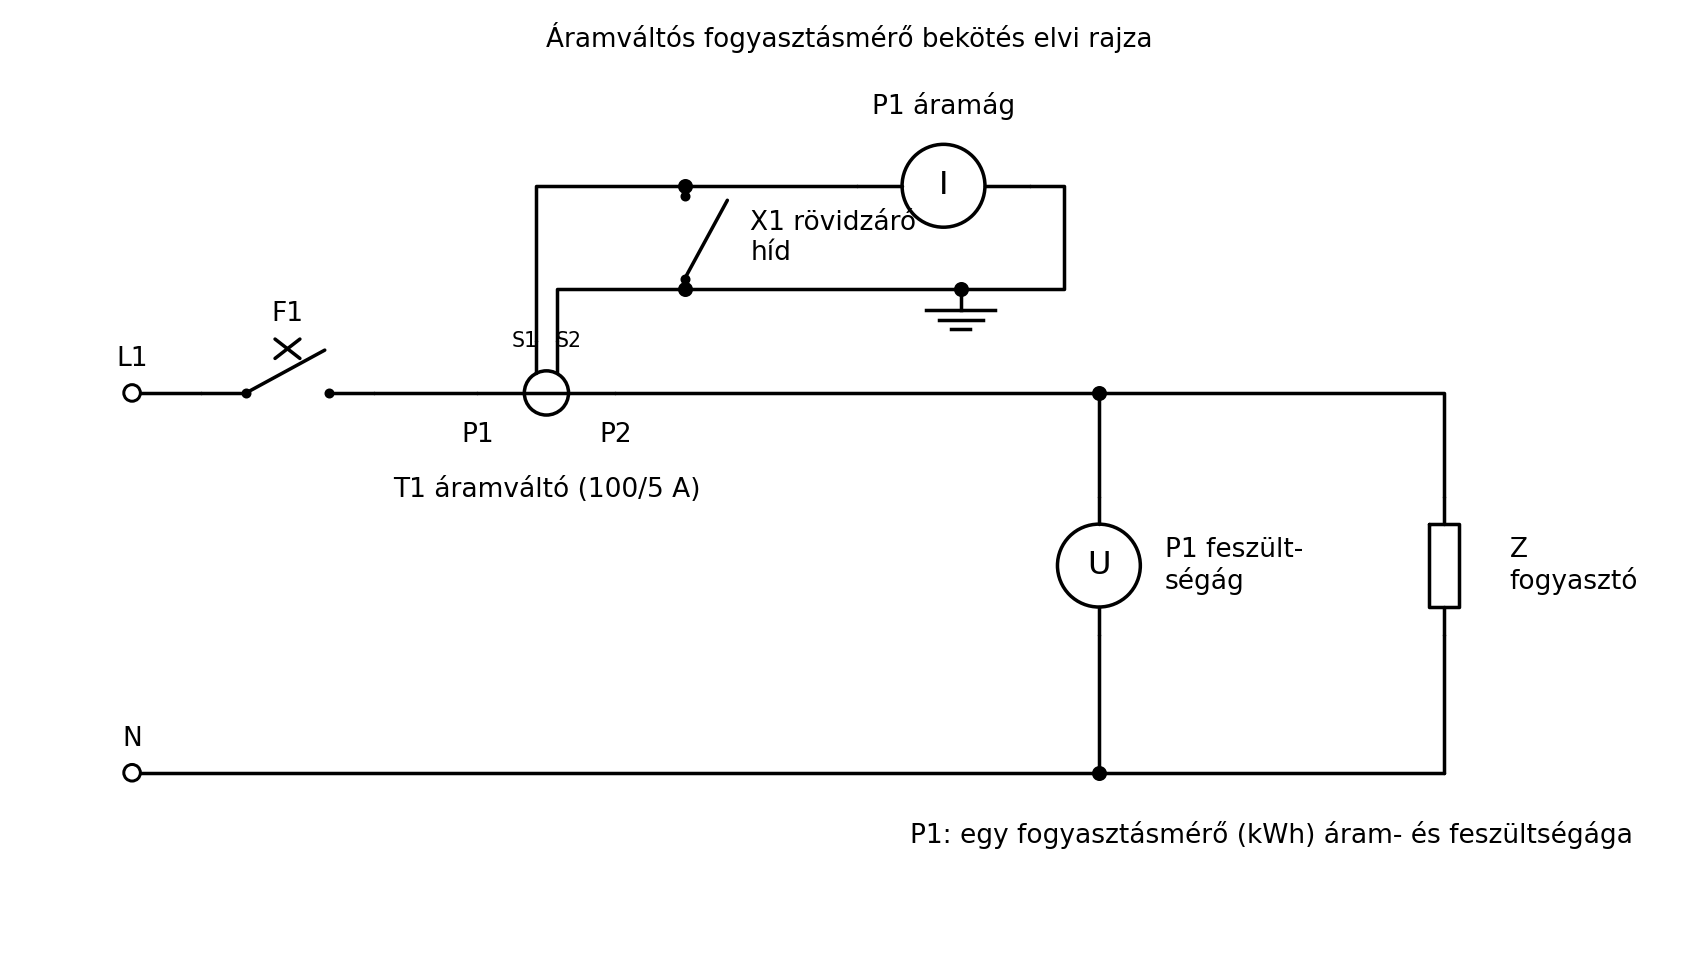 Áramváltós fogyasztásmérő bekötés elvi rajza
P1 áramág
I
X1 rövidzáró
híd
F1
S1 S2
L1
P1 P2
T1 áramváltó (100/5 A)
U
P1 feszült-
ségág
Z
fogyasztó
N
P1: egy fogyasztásmérő (kWh) áram- és feszültségága